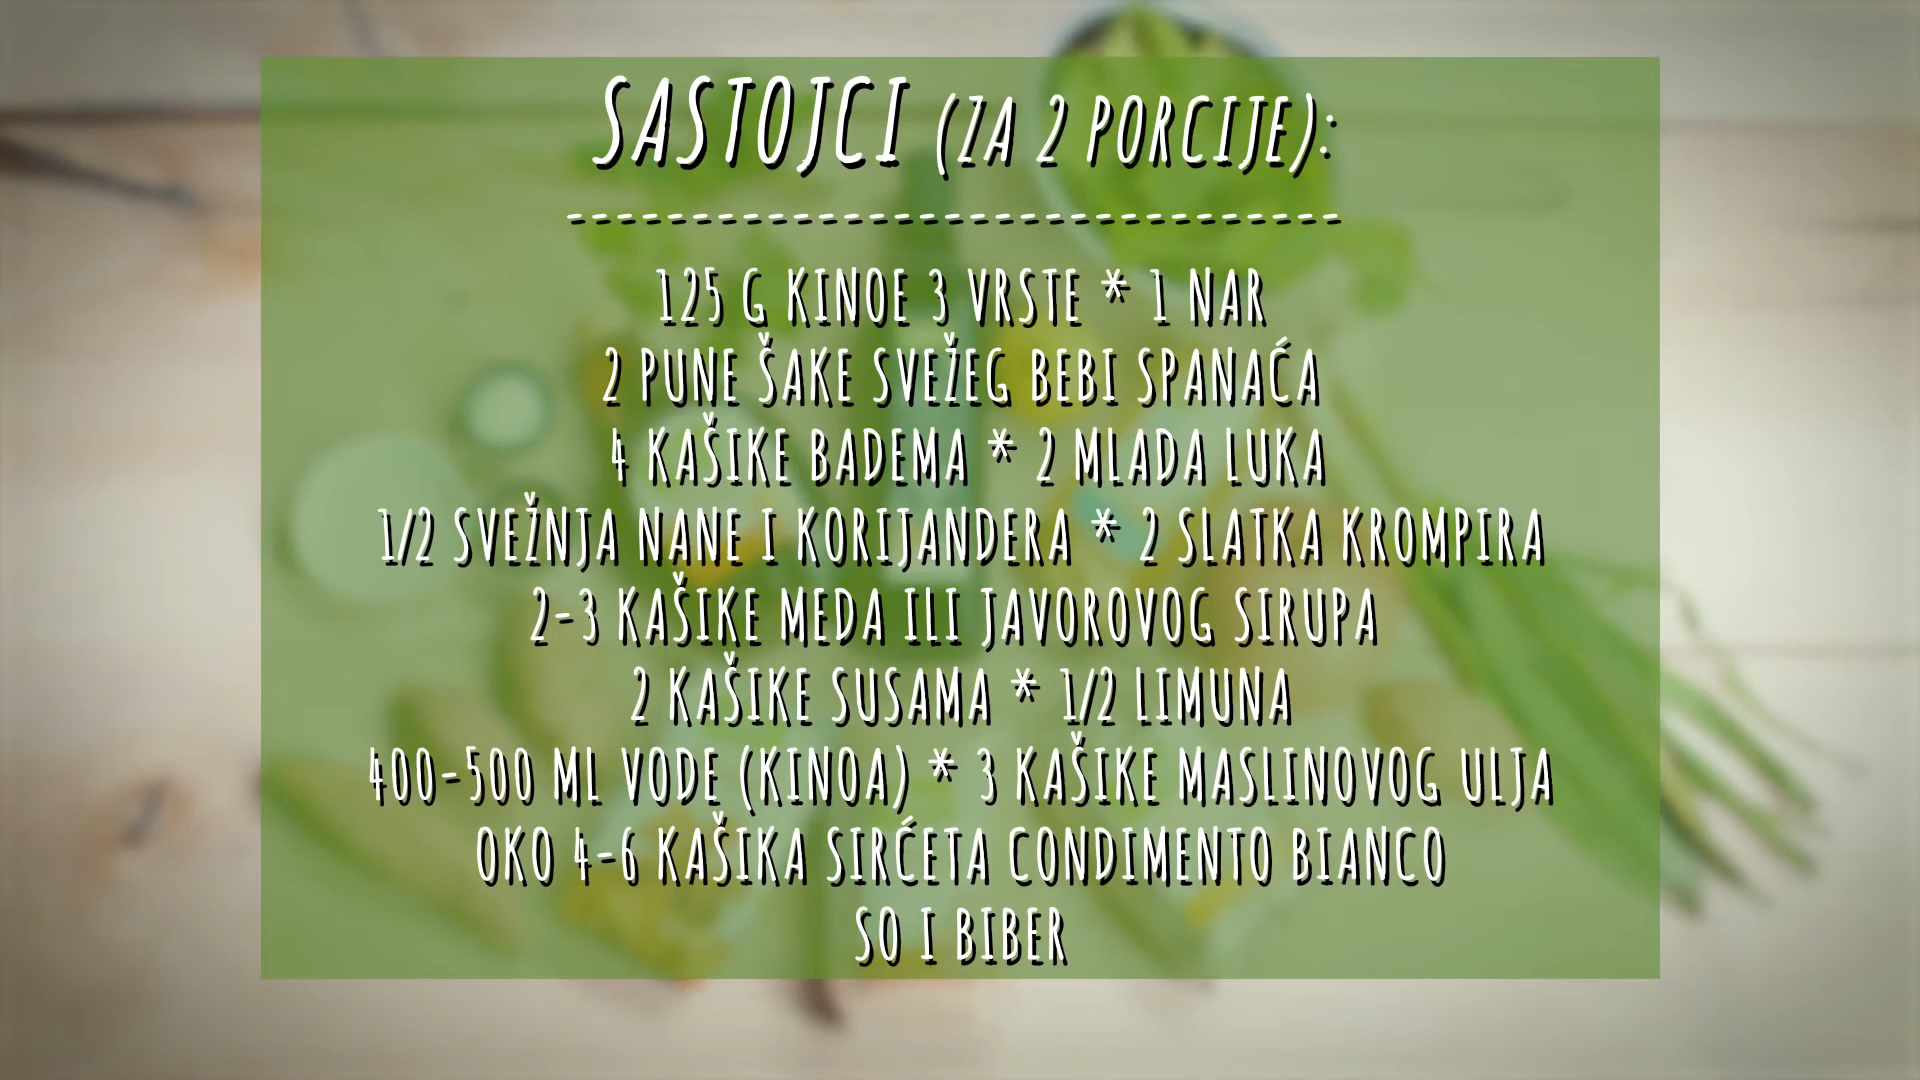 SASTOJCI (ZA 2 PORCIJE):
-------------------------------
125 G KINOE 3 VRSTE * 1 NAR
2 PUNE ŠAKE SVEŽEG BEBI SPANAĆA
4 KAŠIKE BADEMA * 2 MLADA LUKA
1/2 SVEŽNJA NANE I KORIJANDERA * 2 SLATKA KROMPIRA
2-3 KAŠIKE MEDA ILI JAVOROVOG SIRUPA
2 KAŠIKE SUSAMA * 1/2 LIMUNA
400-500 ML VODE (KINOA) * 3 KAŠIKE MASLINOVOG ULJA
OKO 4-6 KAŠIKA SIRĆETA CONDIMENTO BIANCO
SO I BIBER